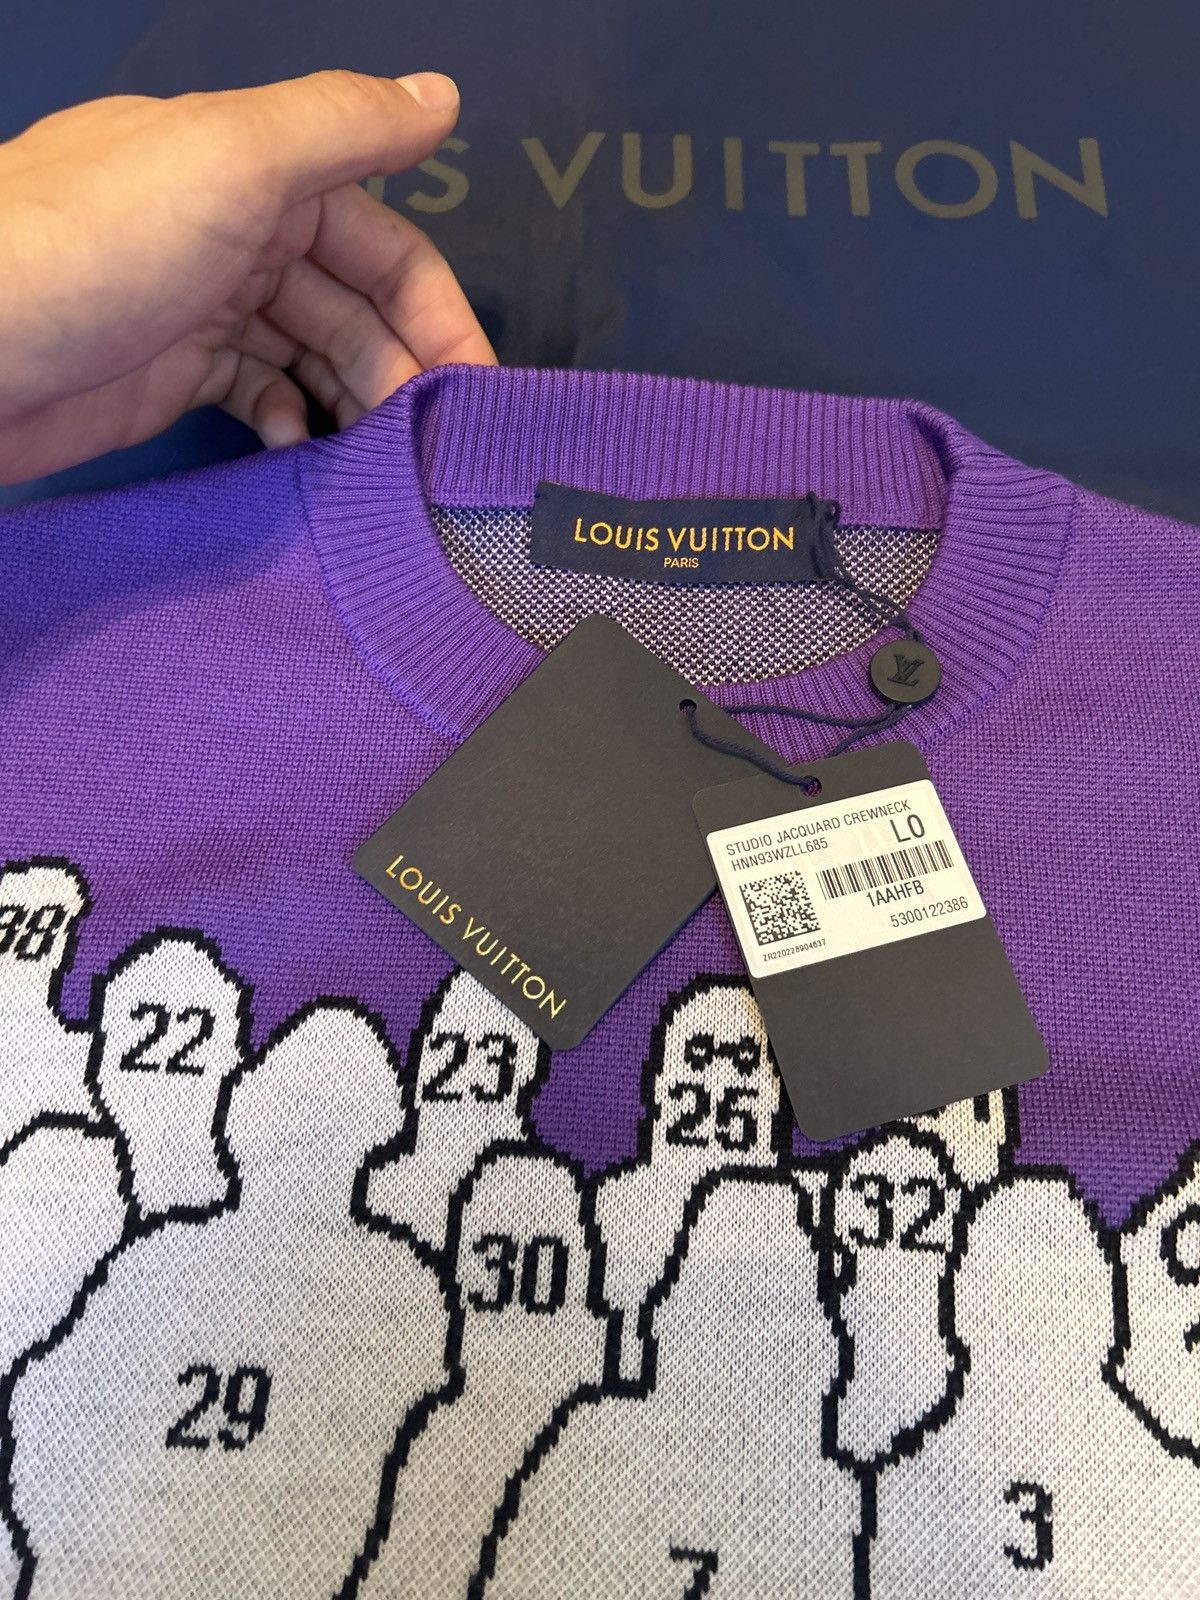 IS VUITTON
LOUIS VUITTON
PARIS
LV
STUDIO JACQUARD CREWNECK
HNN93WZLL685
L0
1AAHFB
5300122386
ZR220228904637
LOUIS VUITTON
22
23
25
30
32
29
3
7